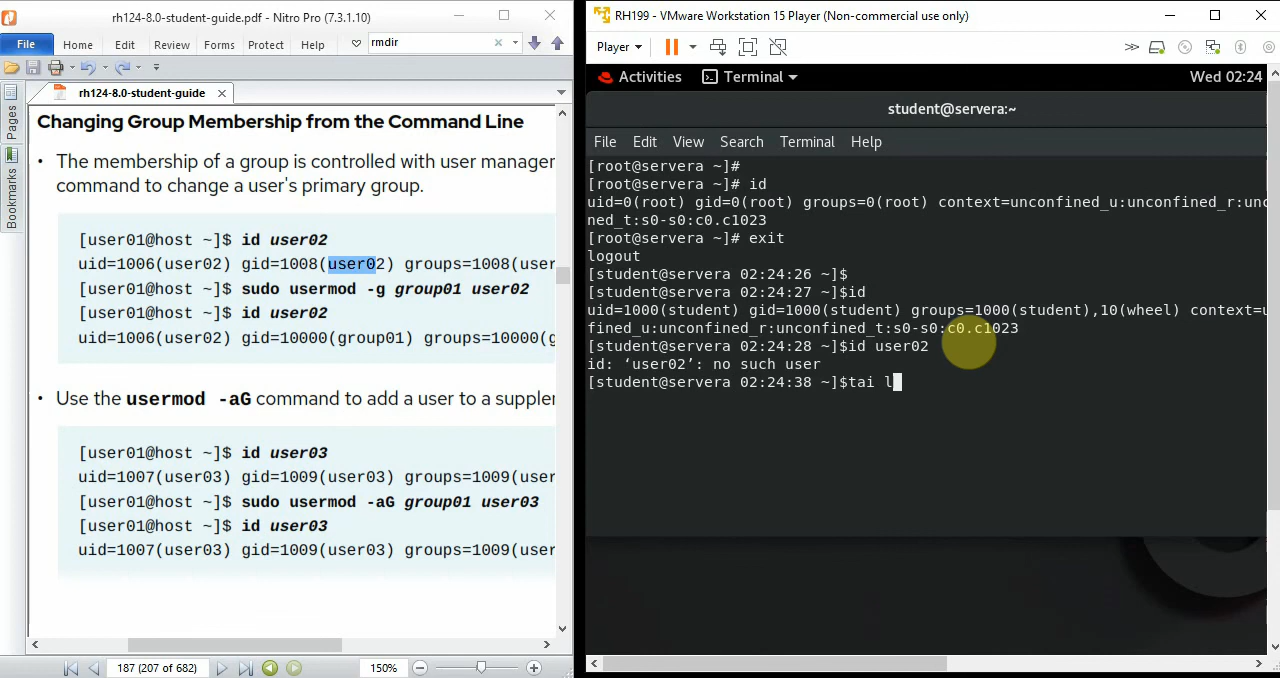 rh124-8.0-student-guide.pdf - Nitro Pro (7.3.1.10)
File Home Edit Review Forms Protect Help rmdir
rh124-8.0-student-guide
Pages
Bookmarks
Changing Group Membership from the Command Line
• The membership of a group is controlled with user manager
command to change a user's primary group.
[user01@host ~]$ id user02
uid=1006(user02) gid=1008(user02) groups=1008(user
[user01@host ~]$ sudo usermod -g group01 user02
[user01@host ~]$ id user02
uid=1006(user02) gid=10000(group01) groups=10000(g
• Use the usermod -aG command to add a user to a supplem
[user01@host ~]$ id user03
uid=1007(user03) gid=1009(user03) groups=1009(user
[user01@host ~]$ sudo usermod -aG group01 user03
[user01@host ~]$ id user03
uid=1007(user03) gid=1009(user03) groups=1009(user
187 (207 of 682) 150%
RH199 - VMware Workstation 15 Player (Non-commercial use only)
Player
Activities Terminal Wed 02:24
student@servera:~
File Edit View Search Terminal Help
[root@servera ~]#
[root@servera ~]# id
uid=0(root) gid=0(root) groups=0(root) context=unconfined_u:unconfined_r:unc
ned_t:s0-s0:c0.c1023
[root@servera ~]# exit
logout
[student@servera 02:24:26 ~]$
[student@servera 02:24:27 ~]$id
uid=1000(student) gid=1000(student) groups=1000(student),10(wheel) context=u
fined_u:unconfined_r:unconfined_t:s0-s0:c0.c1023
[student@servera 02:24:28 ~]$id user02
id: ‘user02’: no such user
[student@servera 02:24:38 ~]$tai l